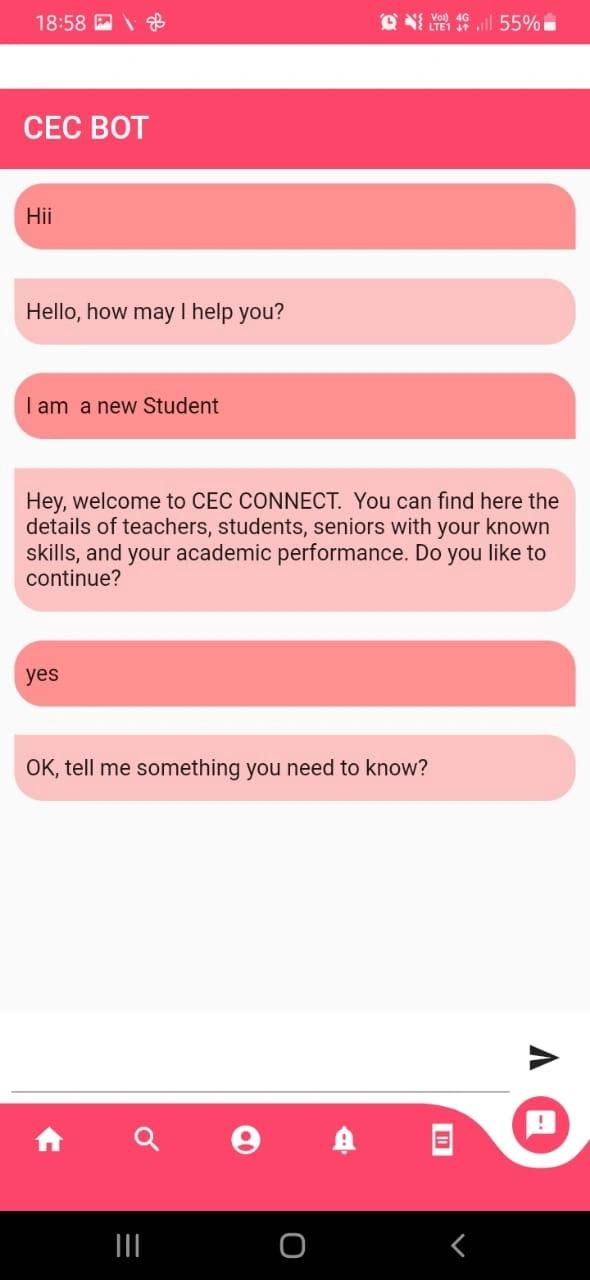 18:58 Vo)) 4G LTE1 55%
CEC BOT
Hii
Hello, how may I help you?
I am  a new Student
Hey, welcome to CEC CONNECT.  You can find here the
details of teachers, students, seniors with your known
skills, and your academic performance. Do you like to
continue?
yes
OK, tell me something you need to know?